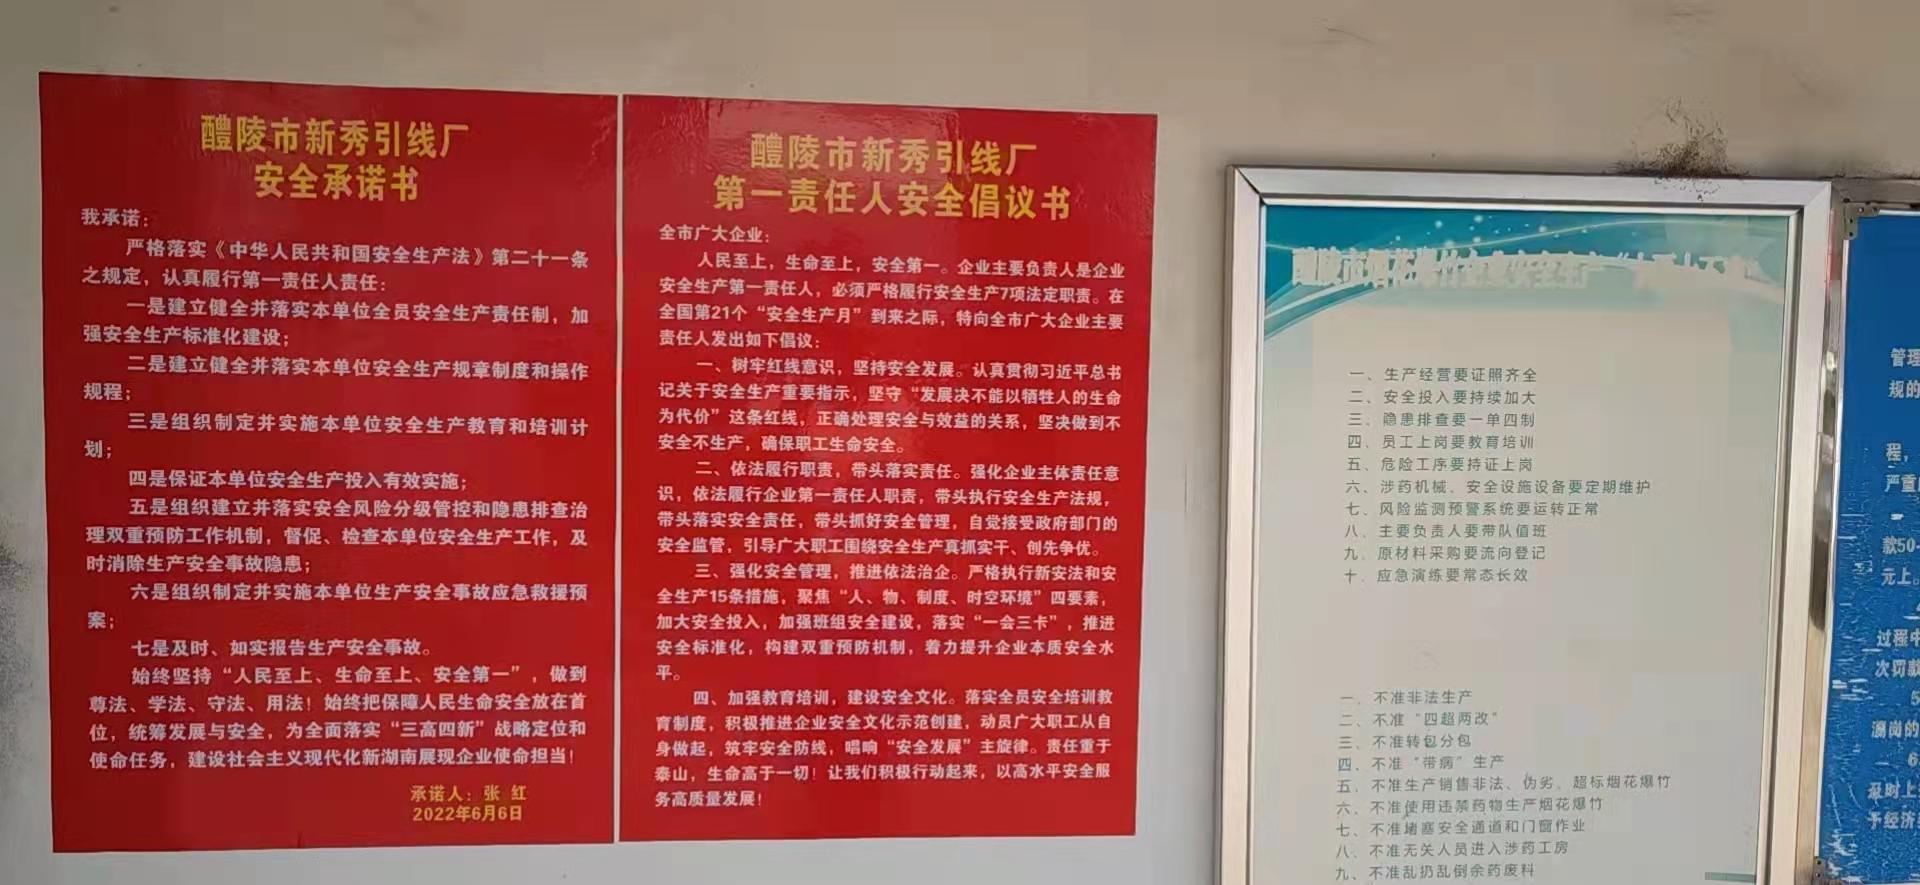 醴陵市新秀引线厂
安全承诺书
我承诺：
严格落实《中华人民共和国安全生产法》第二十一条
之规定，认真履行第一责任人责任：
一是建立健全并落实本单位全员安全生产责任制，加
强安全生产标准化建设；
二是建立健全并落实本单位安全生产规章制度和操作
规程；
三是组织制定并实施本单位安全生产教育和培训计
划；
四是保证本单位安全生产投入有效实施；
五是组织建立并落实安全风险分级管控和隐患排查治
理双重预防工作机制，督促、检查本单位安全生产工作，及
时消除生产安全事故隐患；
六是组织制定并实施本单位生产安全事故应急救援预
案；
七是及时、如实报告生产安全事故。
始终坚持“人民至上、生命至上、安全第一”，做到
尊法、学法、守法、用法！始终把保障人民生命安全放在首
位，统筹发展与安全，为全面落实“三高四新”战略定位和
使命任务，建设社会主义现代化新湖南展现企业使命担当！
承诺人：张 红
2022年6月6日
醴陵市新秀引线厂
第一责任人安全倡议书
全市广大企业：
人民至上，生命至上，安全第一。企业主要负责人是企业
安全生产第一责任人，必须严格履行安全生产7项法定职责。在
全国第21个“安全生产月”到来之际，特向全市广大企业主要
责任人发出如下倡议：
一、树牢红线意识，坚持安全发展。认真贯彻习近平总书
记关于安全生产重要指示，坚守“发展决不能以牺牲人的生命
为代价”这条红线，正确处理安全与效益的关系，坚决做到不
安全不生产，确保职工生命安全。
二、依法履行职责，带头落实责任。强化企业主体责任意
识，依法履行企业第一责任人职责，带头执行安全生产法规，
带头落实安全责任，带头抓好安全管理，自觉接受政府部门的
安全监管，引导广大职工围绕安全生产真抓实干、创先争优。
三、强化安全管理，推进依法治企。严格执行新安法和安
全生产15条措施，聚焦“人、物、制度、时空环境”四要素，
加大安全投入，加强班组安全建设，落实“一会三卡”，推进
安全标准化，构建双重预防机制，着力提升企业本质安全水
平。
四、加强教育培训，建设安全文化。落实全员安全培训教
育制度，积极推进企业安全文化示范创建，动员广大职工从自
身做起，筑牢安全防线，唱响“安全发展”主旋律。责任重于
泰山，生命高于一切！让我们积极行动起来，以高水平安全服
务高质量发展！
醴陵市烟花爆竹企业安全生产“十要十不准”
一、生产经营要证照齐全
二、安全投入要持续加大
三、隐患排查要一单四制
四、员工上岗要教育培训
五、危险工序要持证上岗
六、涉药机械、安全设施设备要定期维护
七、风险监测预警系统要运转正常
八、主要负责人要带队值班
九、原材料采购要流向登记
十、应急演练要常态长效
一、不准非法生产
二、不准“四超两改”
三、不准转包分包
四、不准“带病”生产
五、不准生产销售非法、伪劣、超标烟花爆竹
六、不准使用违禁药物生产烟花爆竹
七、不准堵塞安全通道和门窗作业
八、不准无关人员进入涉药工房
九、不准乱扔乱倒余药废料
管理
规的
程，
严重
款50-
元上。
过程中
次罚款
5
溜岗的
6
及时上
予经济